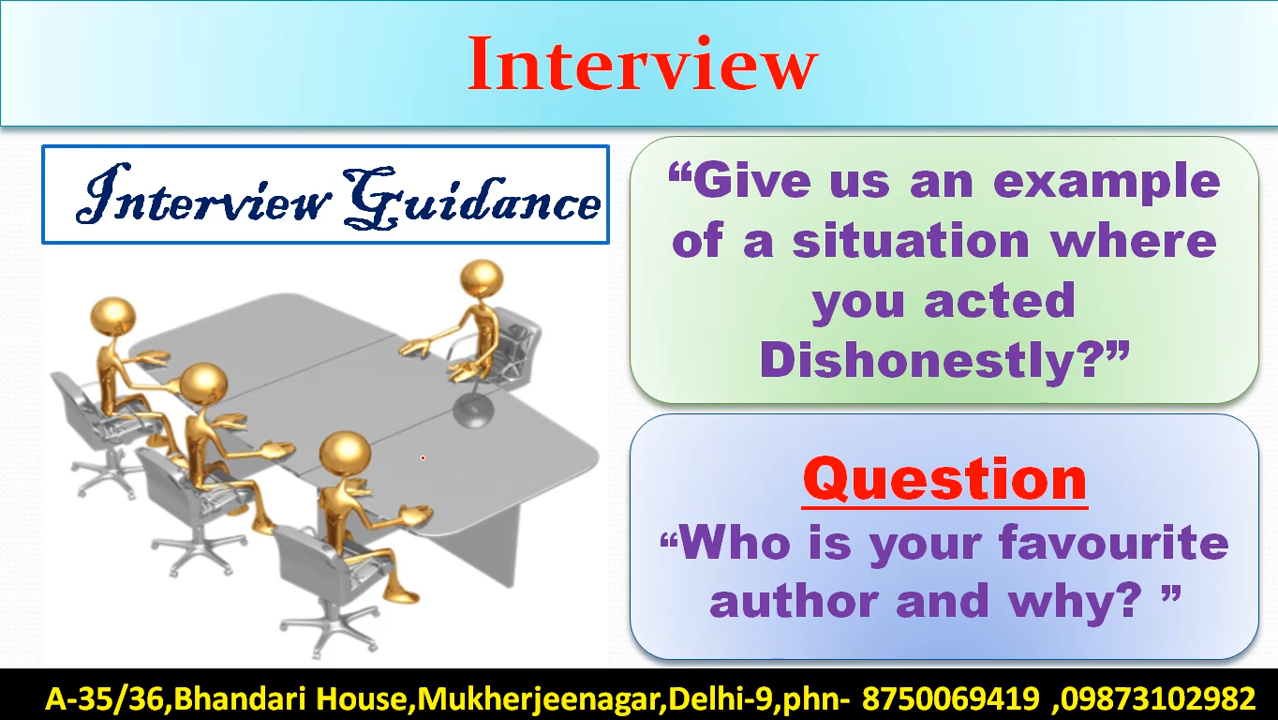 Interview
Interview Guidance
“Give us an example
of a situation where
you acted
Dishonestly?”
Question
“Who is your favourite
author and why? ”
A-35/36,Bhandari House,Mukherjeenagar,Delhi-9,phn- 8750069419 ,09873102982